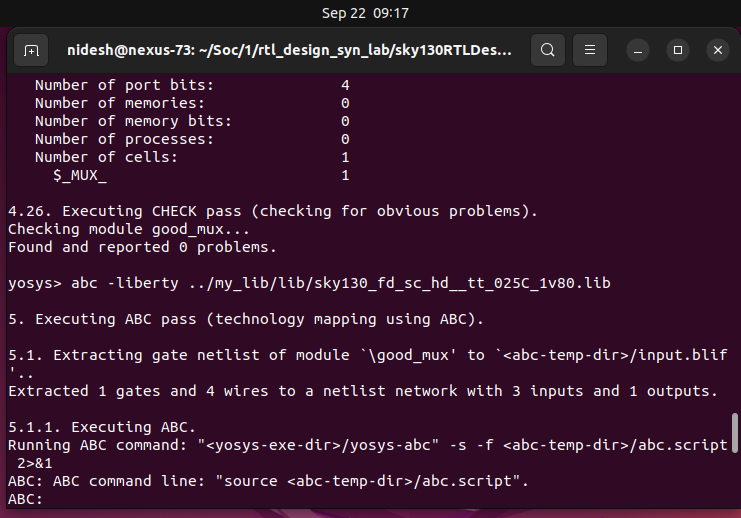 Sep 22 09:17
nidesh@nexus-73: ~/Soc/1/rtl_design_syn_lab/sky130RTLDes...
Number of port bits: 4
Number of memories: 0
Number of memory bits: 0
Number of processes: 0
Number of cells: 1
$_MUX_ 1
4.26. Executing CHECK pass (checking for obvious problems).
Checking module good_mux...
Found and reported 0 problems.
yosys> abc -liberty ../my_lib/lib/sky130_fd_sc_hd__tt_025C_1v80.lib
5. Executing ABC pass (technology mapping using ABC).
5.1. Extracting gate netlist of module `\good_mux' to `<abc-temp-dir>/input.blif
'..
Extracted 1 gates and 4 wires to a netlist network with 3 inputs and 1 outputs.
5.1.1. Executing ABC.
Running ABC command: "<yosys-exe-dir>/yosys-abc" -s -f <abc-temp-dir>/abc.script
2>&1
ABC: ABC command line: "source <abc-temp-dir>/abc.script".
ABC: